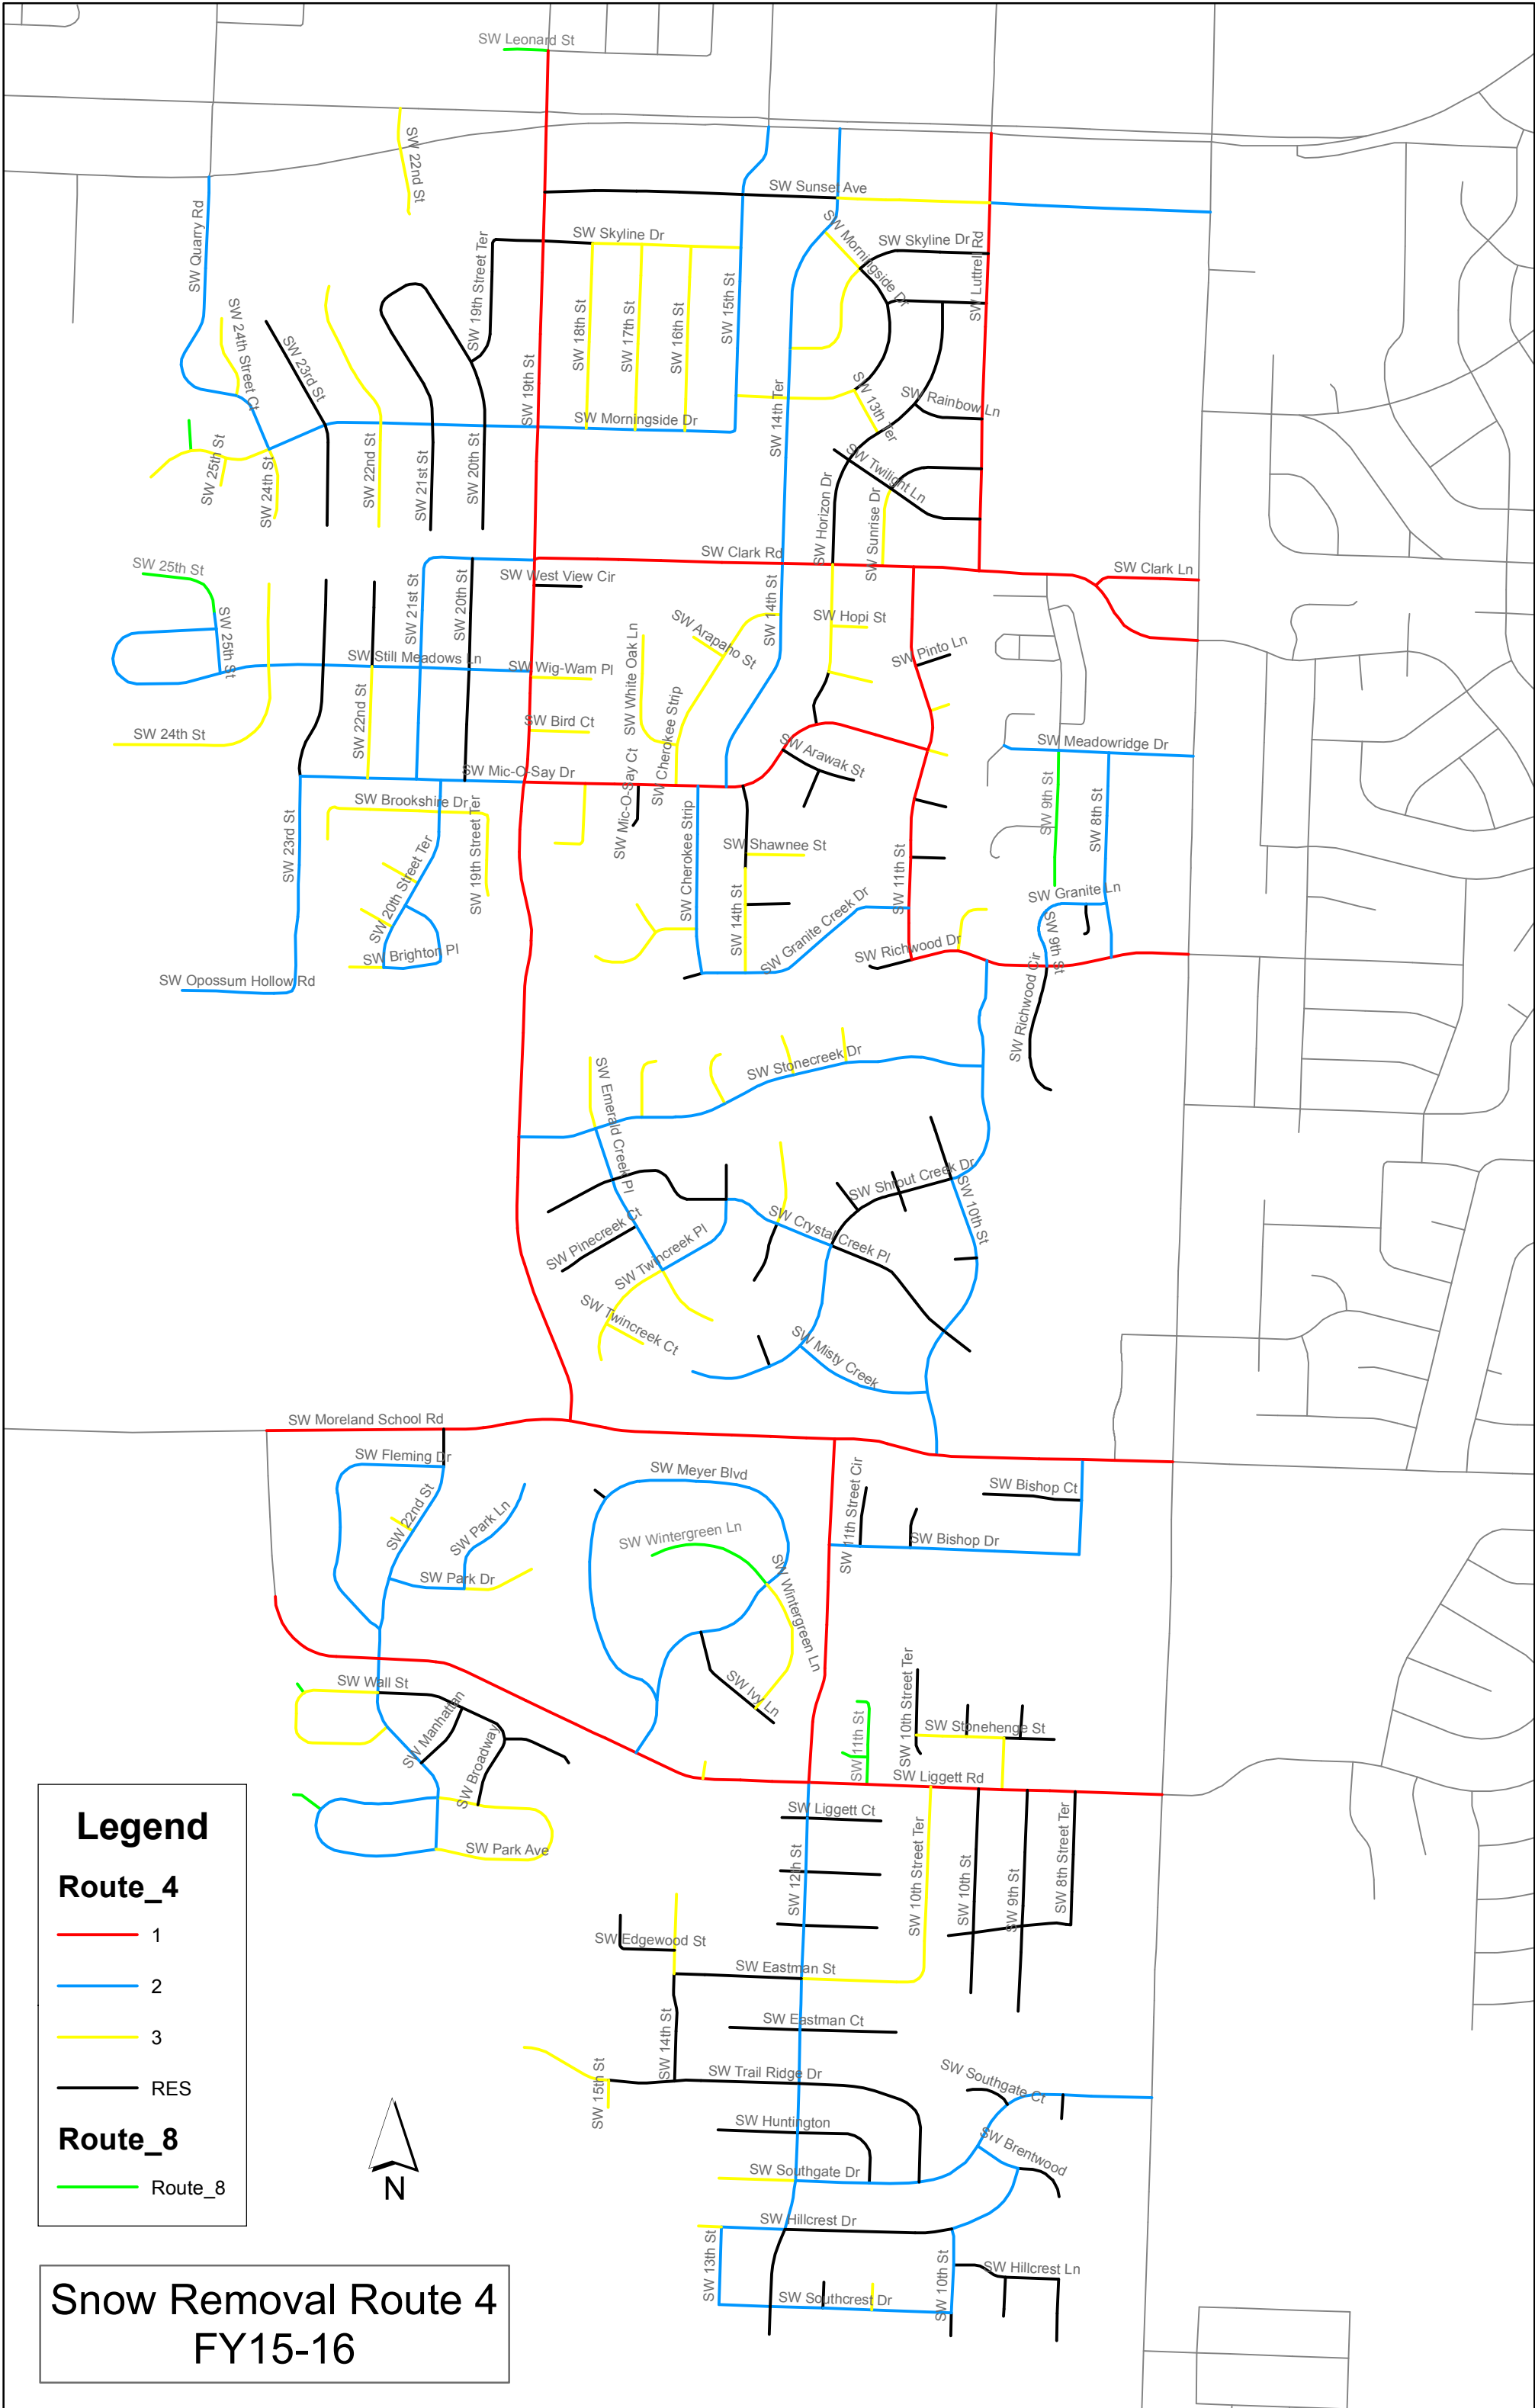 SW Leonard St
SW 22nd St
SW Sunset Ave
SW Quarry Rd
SW 19th Street Ter
SW Skyline Dr
SW Morningside Dr
SW Skyline Dr
SW Luttrell Rd
SW 24th Street Ct
SW 23rd St
SW 19th St
SW 18th St
SW 17th St
SW 16th St
SW 15th St
SW 14th Ter
SW 13th Ter
SW Rainbow Ln
SW Morningside Dr
SW 25th St
SW 24th St
SW 22nd St
SW 21st St
SW 20th St
SW Horizon Dr
SW Twilight Ln
SW Sunrise Dr
SW Clark Rd
SW Clark Ln
SW 25th St
SW West View Cir
SW 25th St
SW 21st St
SW 20th St
SW 14th St
SW Hopi St
SW Arapaho St
SW Pinto Ln
SW Still Meadows Ln
SW Wig-Wam Pl
SW White Oak Ln
SW Cherokee Strip
SW 24th St
SW 22nd St
SW Bird Ct
SW Arawak St
SW Meadowridge Dr
SW Mic-O-Say Dr
SW Mic-O-Say Ct
SW 9th St
SW 8th St
SW Brookshire Dr
SW 23rd St
SW 20th Street Ter
SW 19th Street Ter
SW Cherokee Strip
SW Shawnee St
SW 14th St
SW 11th St
SW Granite Creek Dr
SW Granite Ln
SW Brighton Pl
SW Richwood Dr
SW 9th St
SW Opossum Hollow Rd
SW Richwood Cir
SW Stonecreek Dr
SW Emerald Creek Pl
SW Shrout Creek Dr
SW 10th St
SW Pinecreek Ct
SW Twincreek Pl
SW Crystal Creek Pl
SW Twincreek Ct
SW Misty Creek
SW Moreland School Rd
SW Fleming Dr
SW Meyer Blvd
SW 11th Street Cir
SW Bishop Ct
SW 22nd St
SW Park Ln
SW Wintergreen Ln
SW Bishop Dr
SW Park Dr
SW Wintergreen Ln
SW Wall St
SW Ivy Ln
SW 10th Street Ter
SW Manhattan
SW Broadway
SW 11th St
SW Stonehenge St
SW Liggett Rd
SW Park Ave
SW Liggett Ct
SW 12th St
SW 10th Street Ter
SW 10th St
SW 9th St
SW 8th Street Ter
SW Edgewood St
SW Eastman St
SW 14th St
SW Eastman Ct
SW 15th St
SW Trail Ridge Dr
SW Southgate Ct
SW Huntington
SW Brentwood
SW Southgate Dr
SW Hillcrest Dr
SW 13th St
SW 10th St
SW Hillcrest Ln
SW Southcrest Dr
Legend
Route_4
1
2
3
RES
Route_8
Route_8
N
Snow Removal Route 4
FY15-16